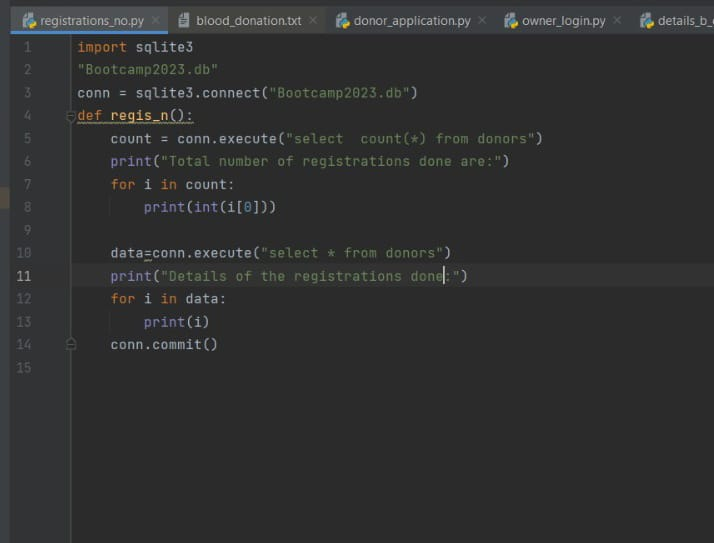 registrations_no.py blood_donation.txt donor_application.py owner_login.py details_b_
1 import sqlite3
2 "Bootcamp2023.db"
3 conn = sqlite3.connect("Bootcamp2023.db")
4 def regis_n():
5 count = conn.execute("select  count(*) from donors")
6 print("Total number of registrations done are:")
7 for i in count:
8 print(int(i[0]))
9
10 data=conn.execute("select * from donors")
11 print("Details of the registrations done:")
12 for i in data:
13 print(i)
14 conn.commit()
15